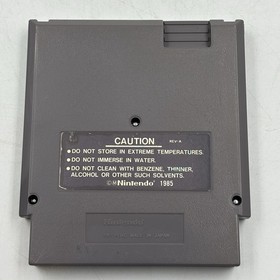 CAUTION
REV-A
•DO NOT STORE IN EXTREME TEMPERATURES.
•DO NOT IMMERSE IN WATER.
•DO NOT CLEAN WITH BENZENE, THINNER,
ALCOHOL OR OTHER SUCH SOLVENTS.
Nintendo® 1985